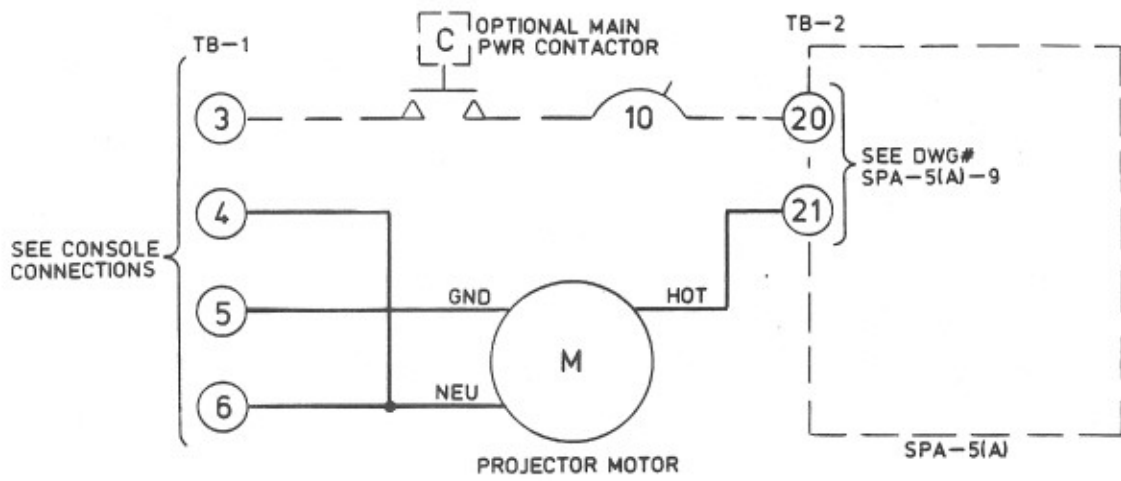 TB-1
C
OPTIONAL MAIN
PWR CONTACTOR
TB-2
3
10
20
SEE DWG#
SPA-5(A)-9
4
21
SEE CONSOLE
CONNECTIONS
5
GND
HOT
M
6
NEU
PROJECTOR MOTOR
SPA-5(A)